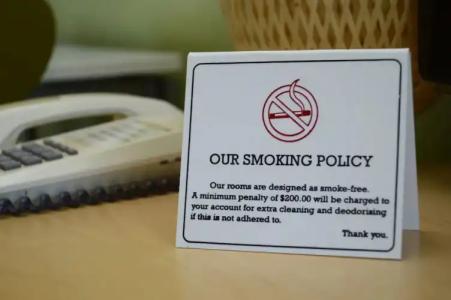 OUR SMOKING POLICY
Our rooms are designed as smoke-free.
A minimum penalty of $200.00 will be charged to
your account for extra cleaning and deodorising
if this is not adhered to.
Thank you.